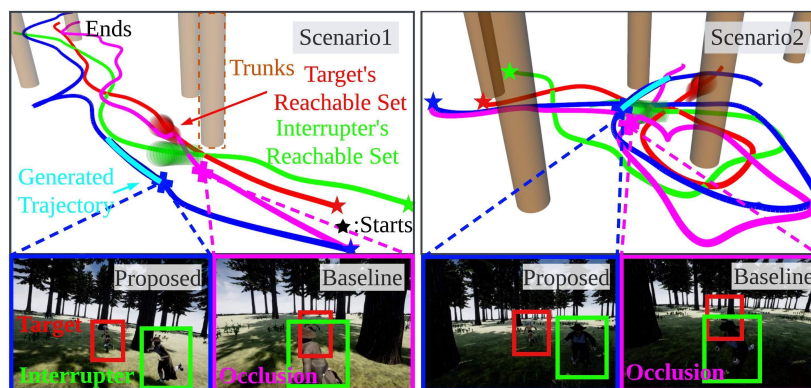 Ends
Scenario1
Trunks
Target's
Reachable Set
Interrupter's
Reachable Set
Generated
Trajectory
★:Starts
Proposed
Baseline
Target
Interrupter
Occlusion
Scenario2
Proposed
Baseline
Occlusion